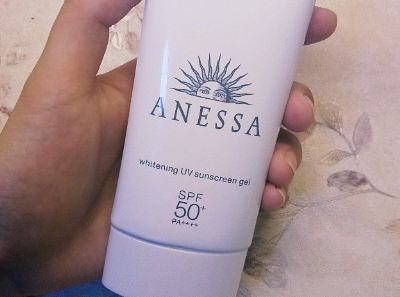 ANESSA
whitening UV sunscreen gel
SPF
50+
PA++++